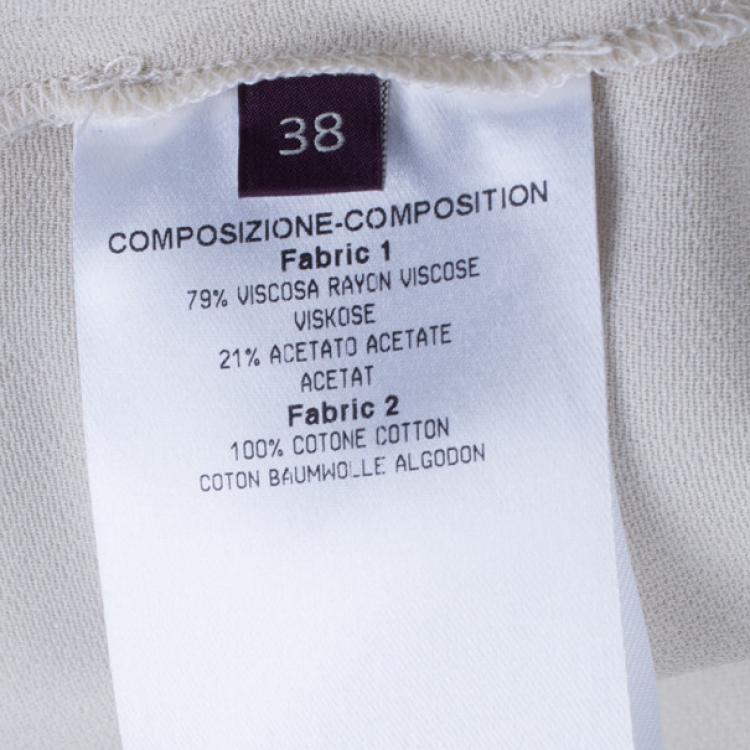 38
COMPOSIZIONE-COMPOSITION
Fabric 1
79% VISCOSA RAYON VISCOSE
VISKOSE
21% ACETATO ACETATE
ACETAT
Fabric 2
100% COTONE COTTON
COTON BAUMWOLLE ALGODON